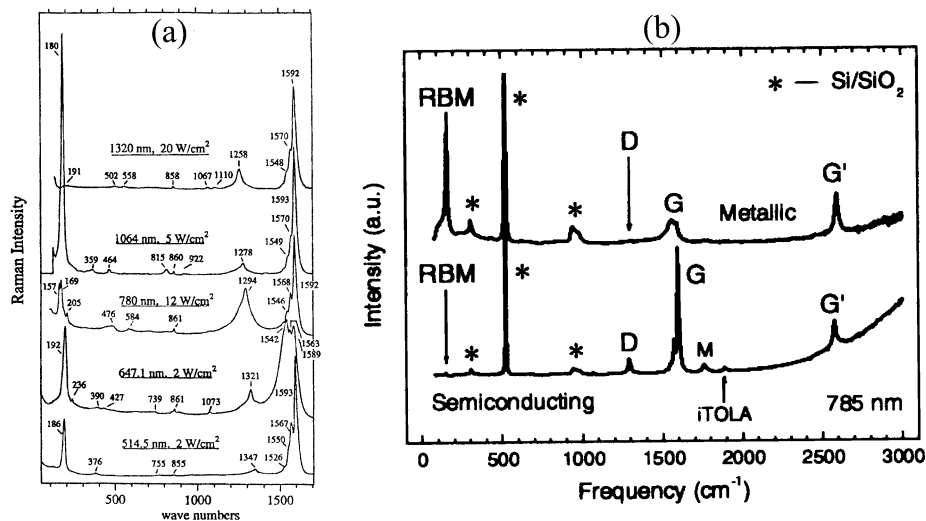 (a)
180
1592
1570
1320 nm, 20 W/cm²
1258
1548
191
502
558
858
1067
1110
1593
1570
1064 nm, 5 W/cm²
1549
359
464
815
860
922
1278
157
169
205
780 nm, 12 W/cm²
1294
1568
1592
1546
476
584
861
1542
1563
1589
192
647.1 nm, 2 W/cm²
1321
236
390
427
739
861
1073
1593
186
514.5 nm, 2 W/cm²
1567
1550
1526
376
755
855
1347
500
1000
1500
wave numbers
Raman Intensity
(b)
* — Si/SiO₂
RBM
*
D
*
*
G
Metallic
G'
RBM
*
G
D
G'
*
*
M
Semiconducting
iTOLA
785 nm
0
500
1000
1500
2000
2500
3000
Frequency (cm⁻¹)
Intensity (a.u.)